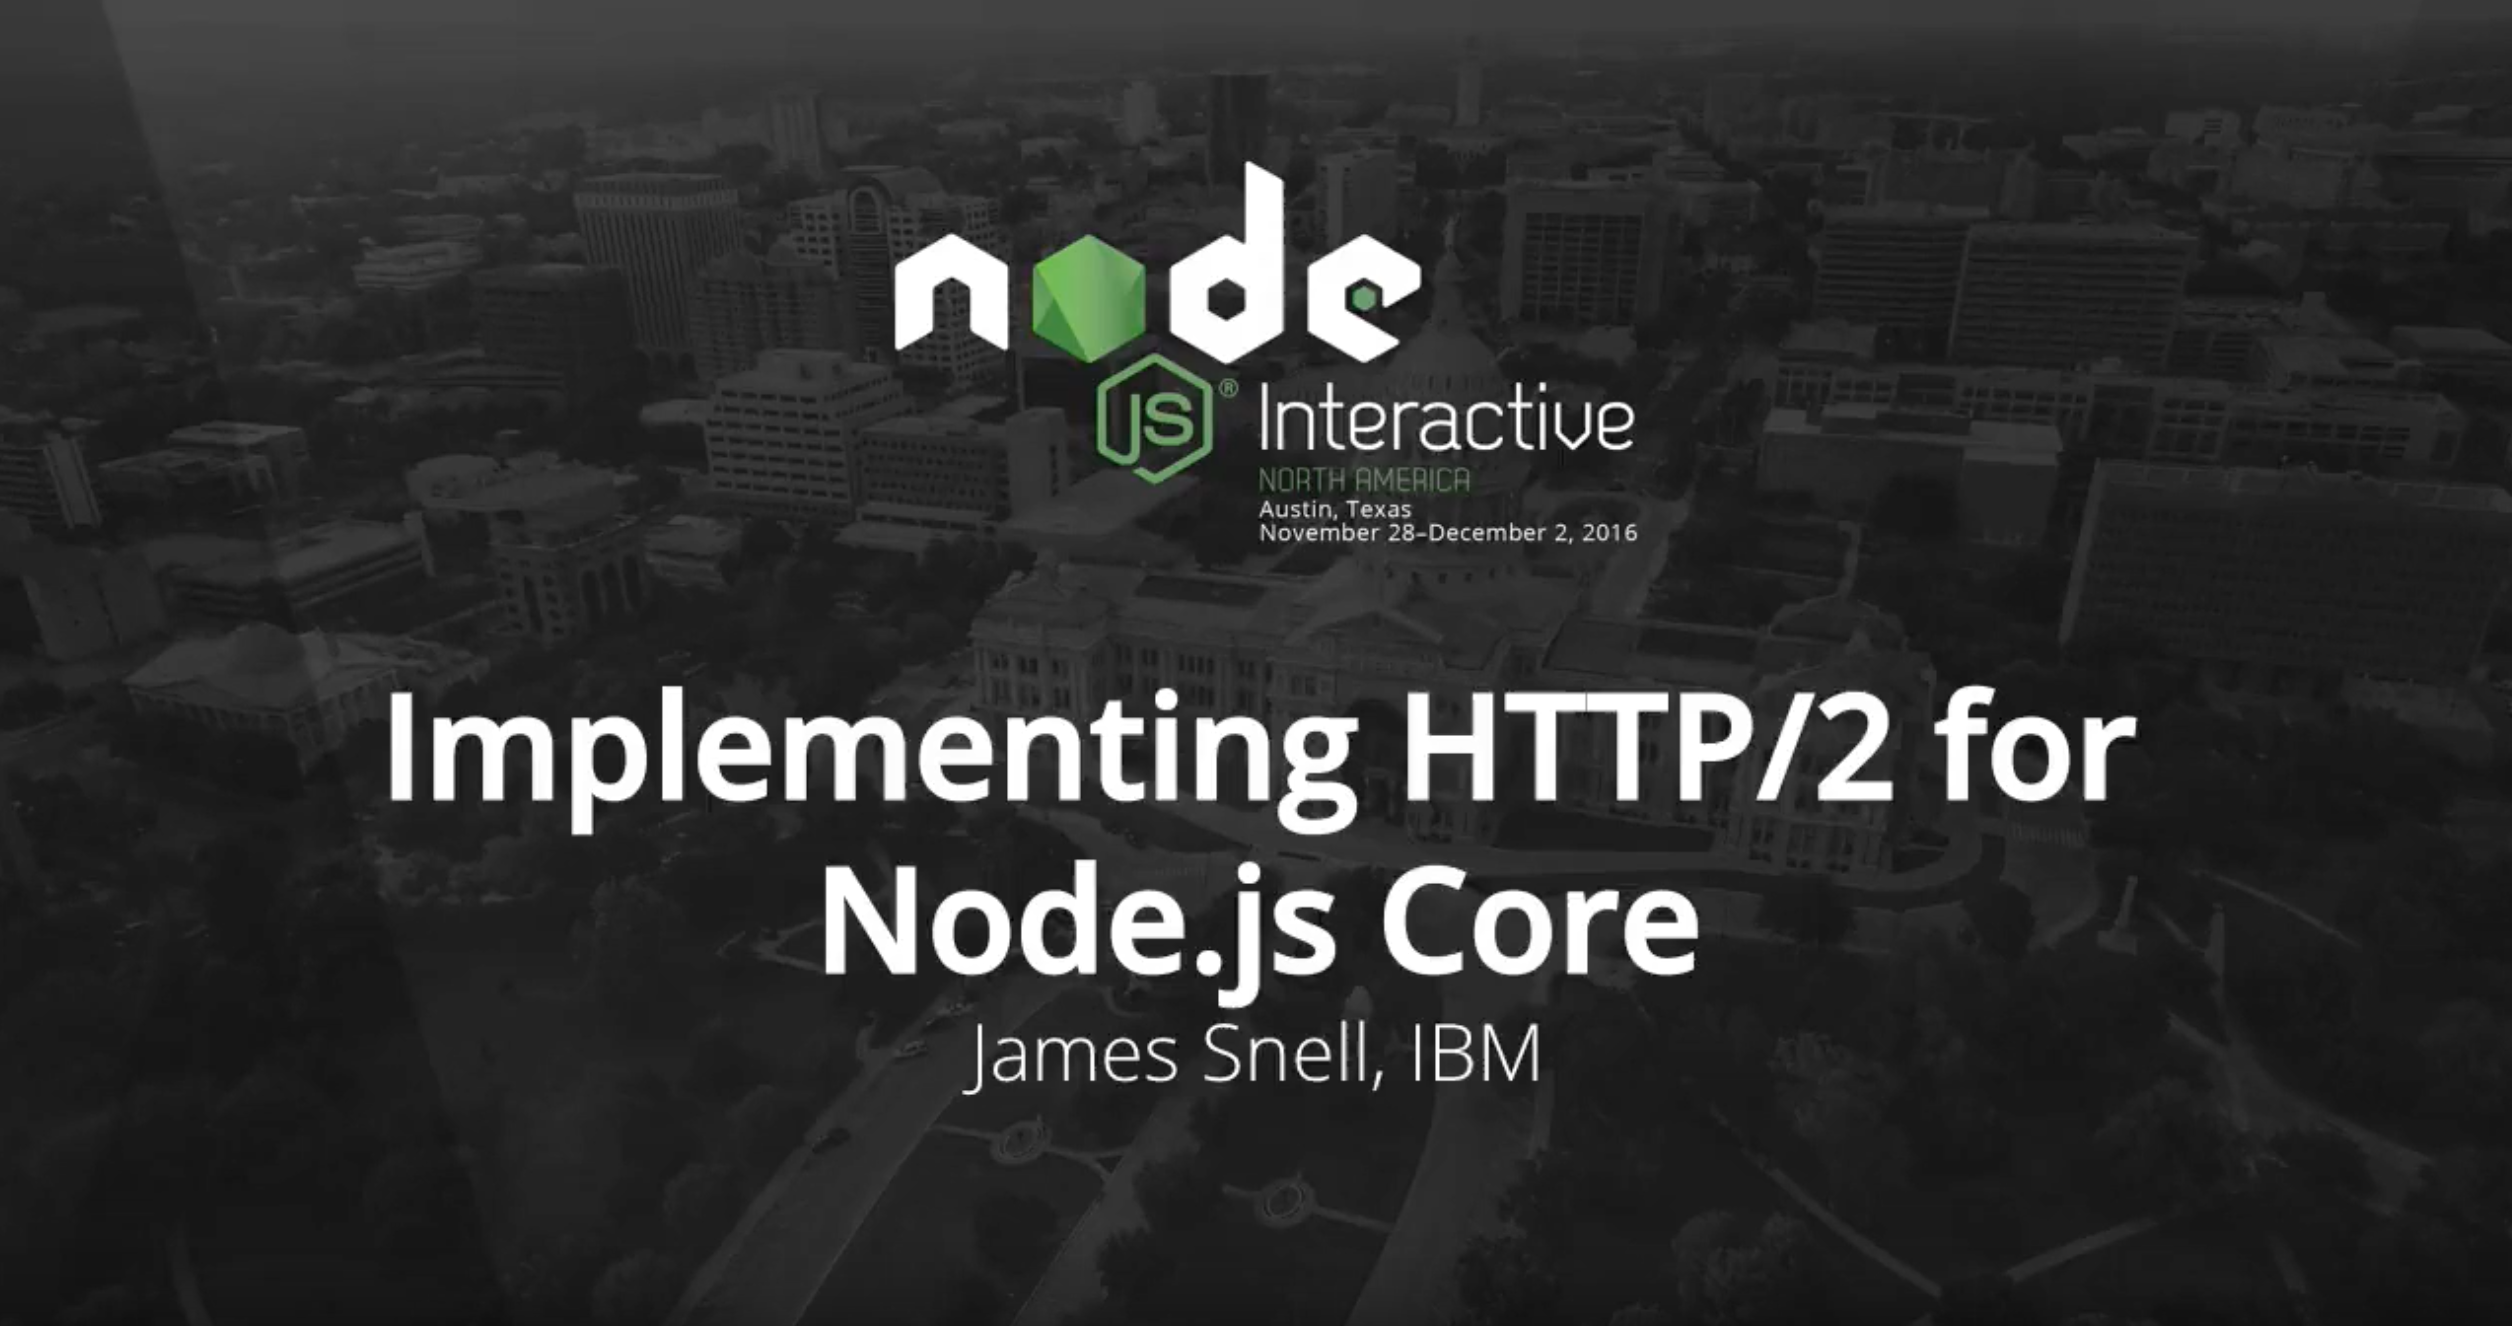 node
JS® Interactive
NORTH AMERICA
Austin, Texas
November 28–December 2, 2016
Implementing HTTP/2 for
Node.js Core
James Snell, IBM